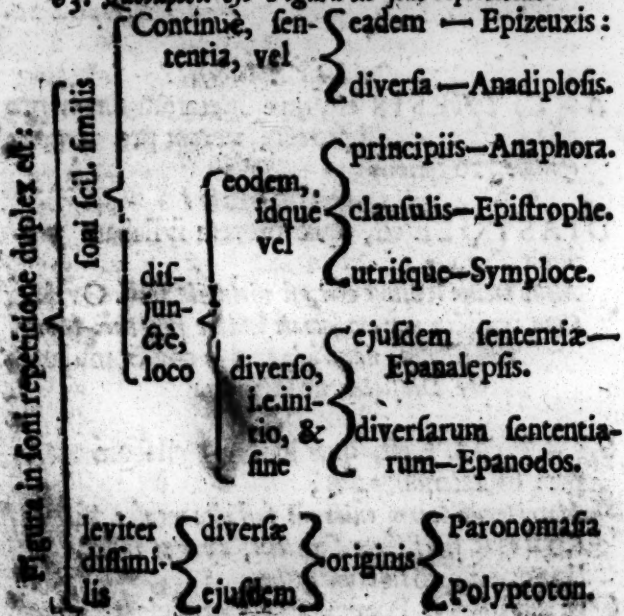 Figura in soni repetitione duplex est:
soni scil. similis
Continuè, sen-
tentia, vel
eadem — Epizeuxis:
diversa — Anadiplosis.
dis-
jun-
ctè,
loco
eodem,
idque
vel
principiis—Anaphora.
clausulis—Epistrophe.
utrisque—Symploce.
diverso,
i.e. ini-
tio, &
fine
ejusdem sententiæ—
Epanalepsis.
diversarum sententia-
rum—Epanodos.
leviter
dissimi-
lis
diversæ
ejusdem
originis
Paronomasia
Polyptoton.